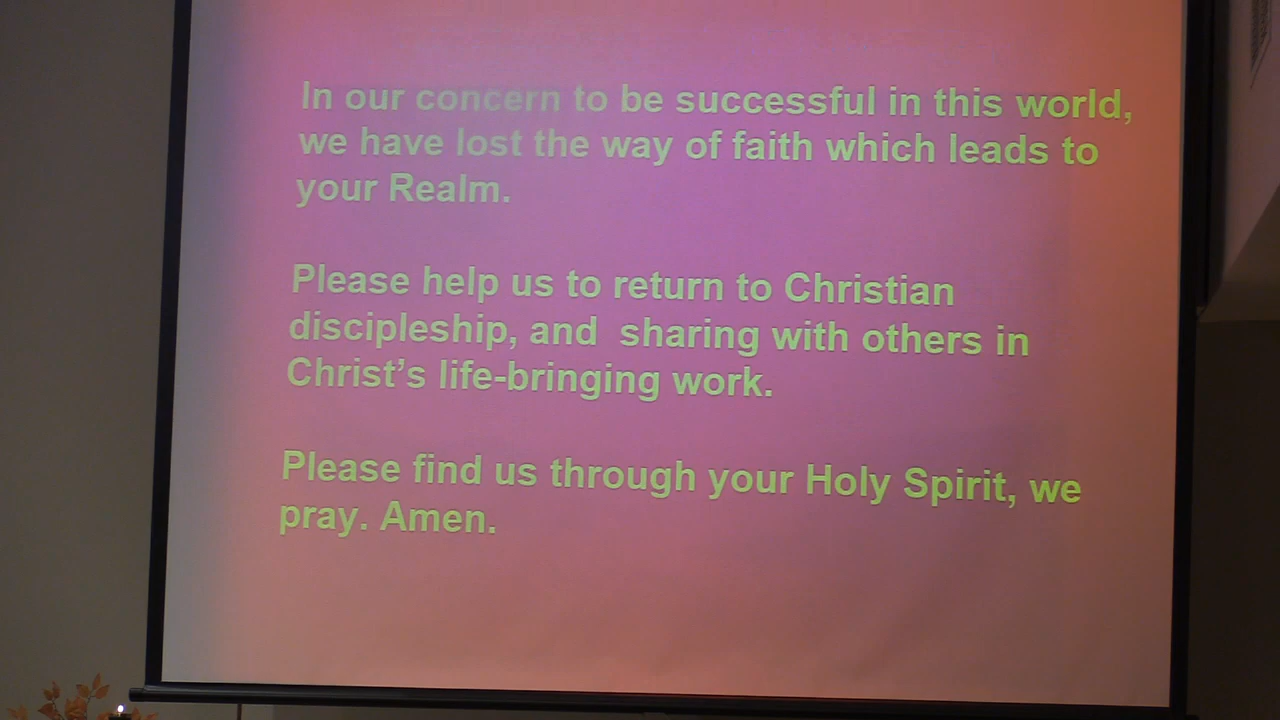 In our concern to be successful in this world,
we have lost the way of faith which leads to
your Realm.
Please help us to return to Christian
discipleship, and  sharing with others in
Christ’s life-bringing work.
Please find us through your Holy Spirit, we
pray. Amen.